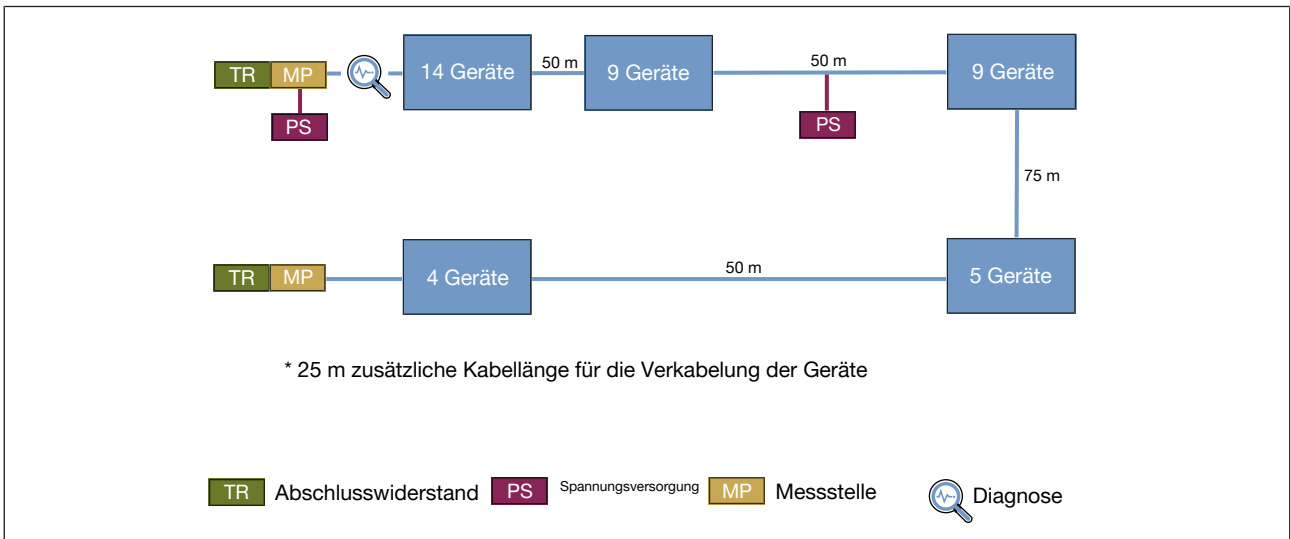 TR MP 14 Geräte 50 m 9 Geräte 50 m 9 Geräte
PS PS
75 m
TR MP 4 Geräte 50 m 5 Geräte
* 25 m zusätzliche Kabellänge für die Verkabelung der Geräte
TR Abschlusswiderstand PS Spannungsversorgung MP Messstelle Diagnose